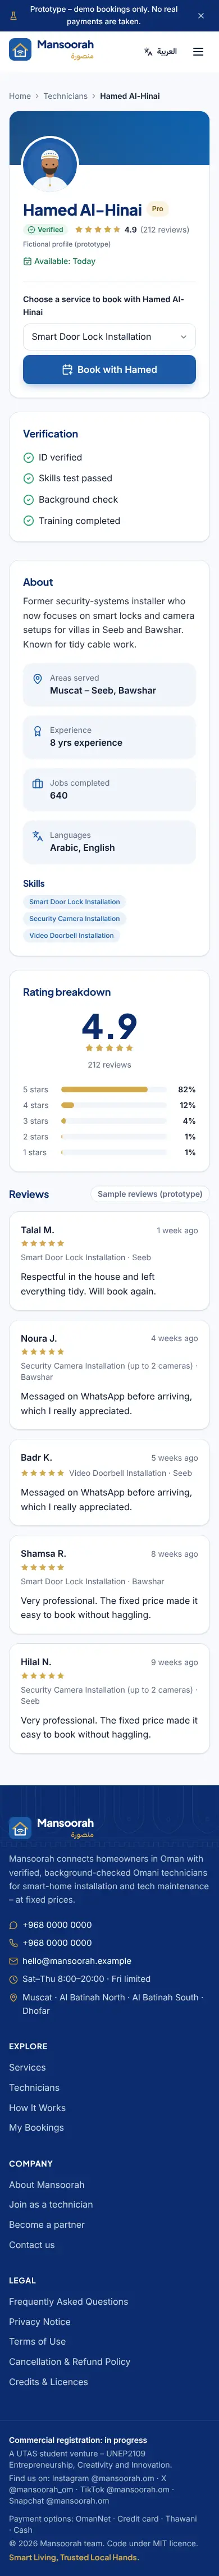 Prototype – demo bookings only. No real
payments are taken.
Mansoorah
منصورة
العربية
Home > Technicians > Hamed Al-Hinai
Hamed Al-Hinai Pro
Verified 4.9 (212 reviews)
Fictional profile (prototype)
Available: Today
Choose a service to book with Hamed Al-
Hinai
Smart Door Lock Installation
Book with Hamed
Verification
ID verified
Skills test passed
Background check
Training completed
About
Former security-systems installer who
now focuses on smart locks and camera
setups for villas in Seeb and Bawshar.
Known for tidy cable work.
Areas served
Muscat – Seeb, Bawshar
Experience
8 yrs experience
Jobs completed
640
Languages
Arabic, English
Skills
Smart Door Lock Installation
Security Camera Installation
Video Doorbell Installation
Rating breakdown
4.9
212 reviews
5 stars 82%
4 stars 12%
3 stars 4%
2 stars 1%
1 stars 1%
Reviews Sample reviews (prototype)
Talal M. 1 week ago
Smart Door Lock Installation · Seeb
Respectful in the house and left
everything tidy. Will book again.
Noura J. 4 weeks ago
Security Camera Installation (up to 2 cameras) ·
Bawshar
Messaged on WhatsApp before arriving,
which I really appreciated.
Badr K. 5 weeks ago
Video Doorbell Installation · Seeb
Messaged on WhatsApp before arriving,
which I really appreciated.
Shamsa R. 8 weeks ago
Smart Door Lock Installation · Bawshar
Very professional. The fixed price made it
easy to book without haggling.
Hilal N. 9 weeks ago
Security Camera Installation (up to 2 cameras) ·
Seeb
Very professional. The fixed price made it
easy to book without haggling.
Mansoorah
منصورة
Mansoorah connects homeowners in Oman with
verified, background-checked Omani technicians
for smart-home installation and tech maintenance
– at fixed prices.
+968 0000 0000
+968 0000 0000
hello@mansoorah.example
Sat–Thu 8:00–20:00 · Fri limited
Muscat · Al Batinah North · Al Batinah South ·
Dhofar
EXPLORE
Services
Technicians
How It Works
My Bookings
COMPANY
About Mansoorah
Join as a technician
Become a partner
Contact us
LEGAL
Frequently Asked Questions
Privacy Notice
Terms of Use
Cancellation & Refund Policy
Credits & Licences
Commercial registration: in progress
A UTAS student venture – UNEP2109
Entrepreneurship, Creativity and Innovation.
Find us on: Instagram @mansoorah.om · X
@mansoorah_om · TikTok @mansoorah.om ·
Snapchat @mansoorah.om
Payment options: OmanNet · Credit card · Thawani
· Cash
© 2026 Mansoorah team. Code under MIT licence.
Smart Living, Trusted Local Hands.